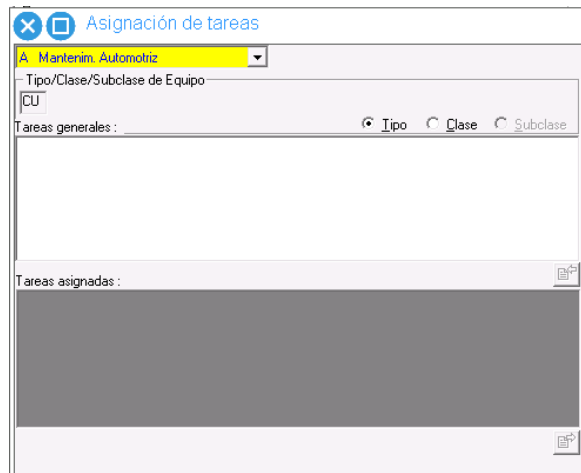 Asignación de tareas
A Mantenim. Automotriz
Tipo/Clase/Subclase de Equipo
CU
Tareas generales : Tipo Clase Subclase
Tareas asignadas :